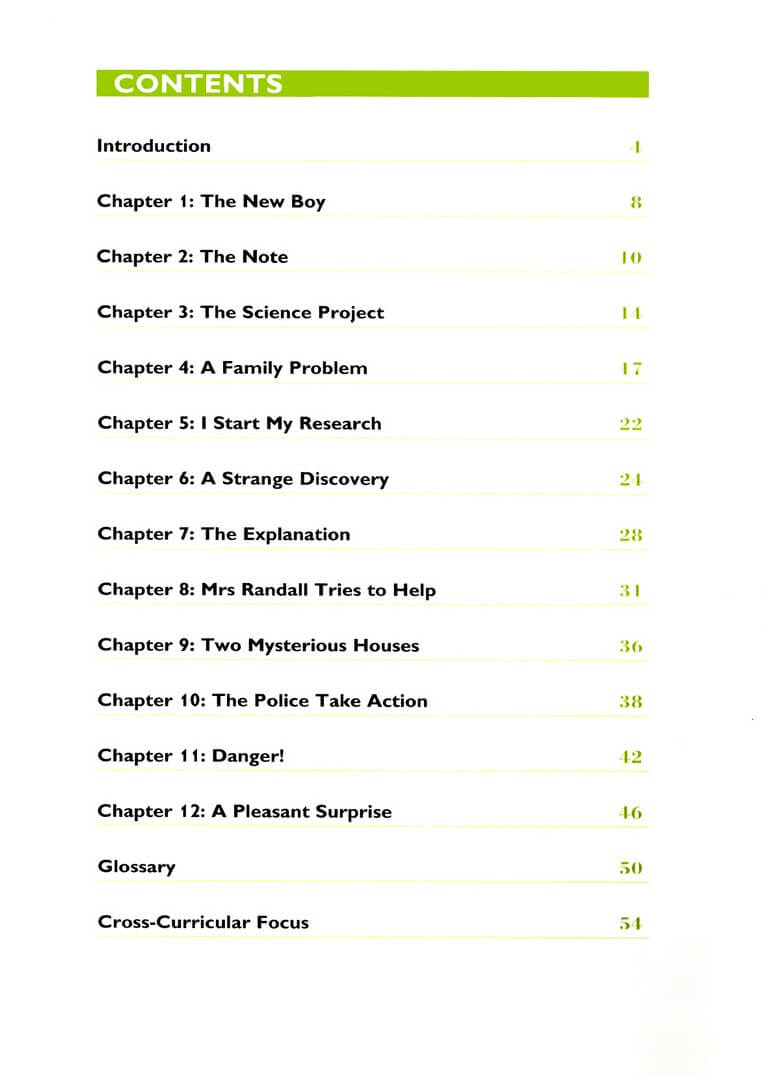 CONTENTS
Introduction 4
Chapter 1: The New Boy 8
Chapter 2: The Note 10
Chapter 3: The Science Project 14
Chapter 4: A Family Problem 17
Chapter 5: I Start My Research 22
Chapter 6: A Strange Discovery 24
Chapter 7: The Explanation 28
Chapter 8: Mrs Randall Tries to Help 31
Chapter 9: Two Mysterious Houses 36
Chapter 10: The Police Take Action 38
Chapter 11: Danger! 42
Chapter 12: A Pleasant Surprise 46
Glossary 50
Cross-Curricular Focus 54